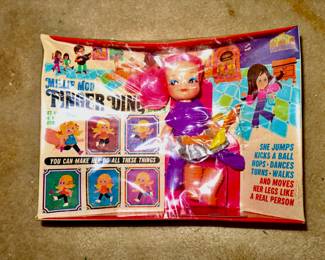 MILLIE MOD
FINGER DING
YOU CAN MAKE HER DO ALL THESE THINGS
SHE JUMPS
KICKS A BALL
HOPS · DANCES
TURNS · WALKS
AND MOVES
HER LEGS LIKE
A REAL PERSON